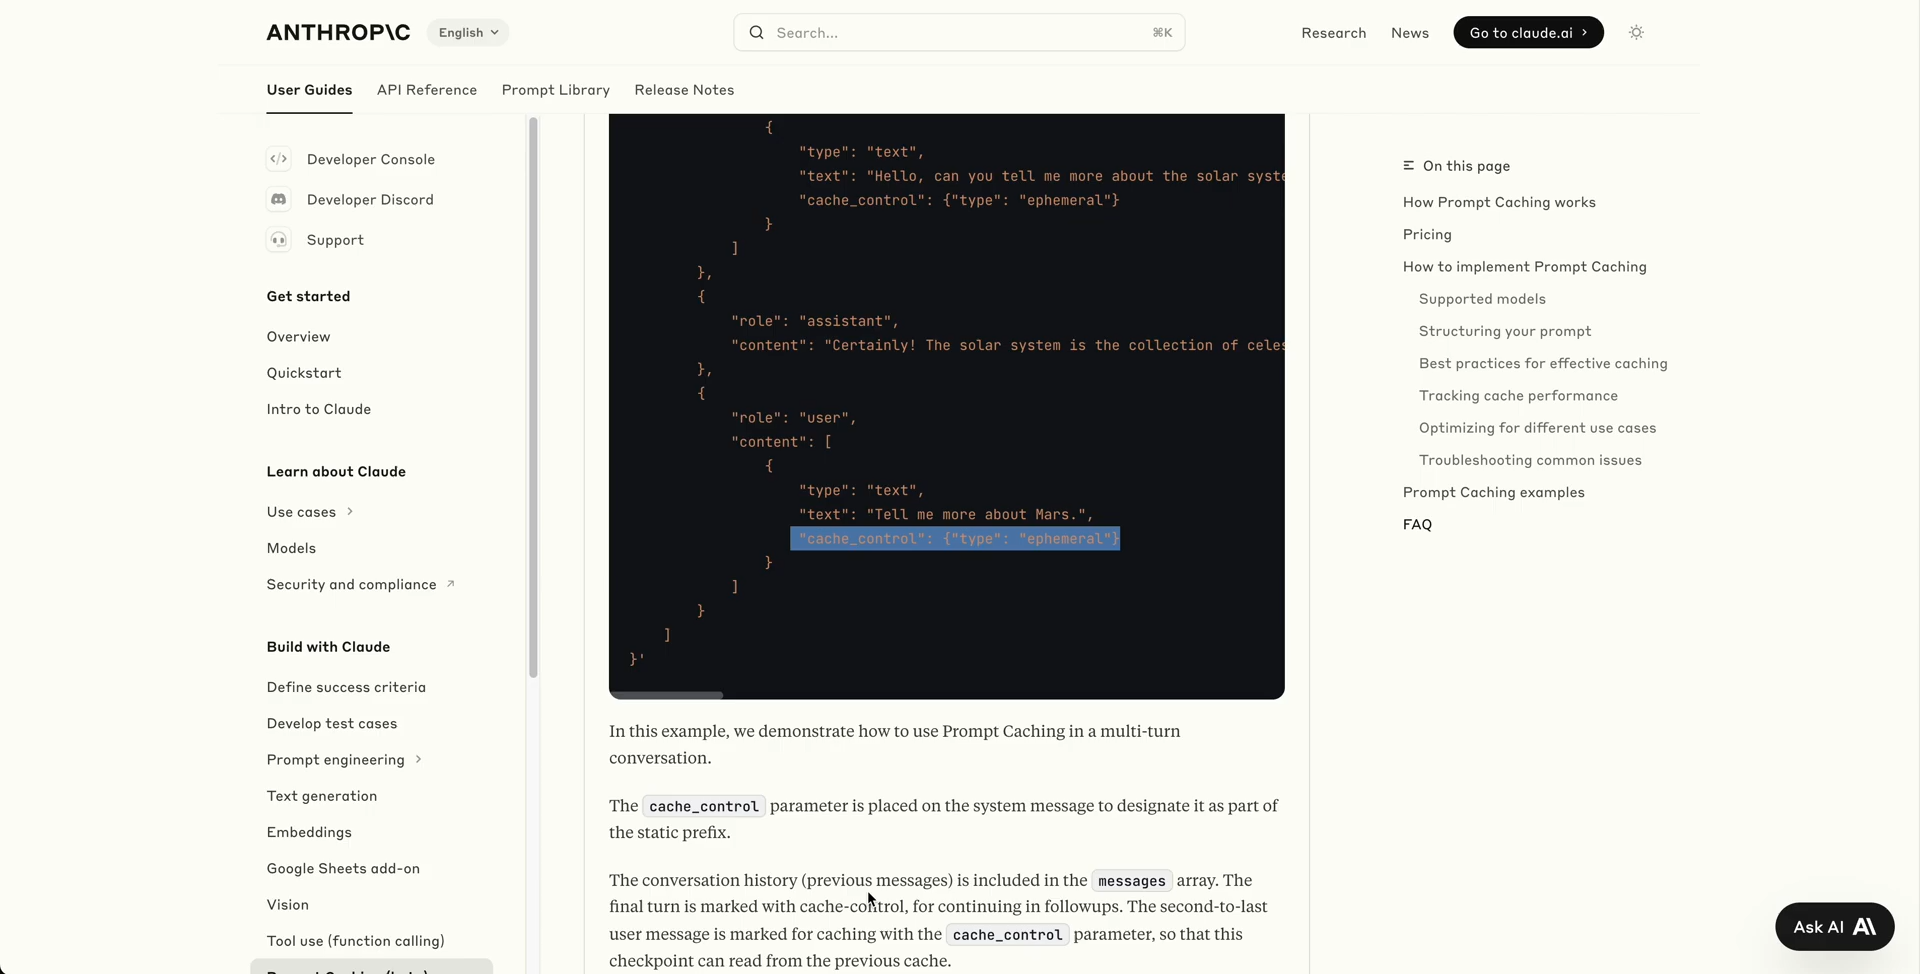 ANTHROP\C
English
Search...
⌘K
Research
News
Go to claude.ai
User Guides
API Reference
Prompt Library
Release Notes
Developer Console
Developer Discord
Support
Get started
Overview
Quickstart
Intro to Claude
Learn about Claude
Use cases
Models
Security and compliance
Build with Claude
Define success criteria
Develop test cases
Prompt engineering
Text generation
Embeddings
Google Sheets add-on
Vision
Tool use (function calling)
{
"type": "text",
"text": "Hello, can you tell me more about the solar syste
"cache_control": {"type": "ephemeral"}
}
]
},
{
"role": "assistant",
"content": "Certainly! The solar system is the collection of celes
},
{
"role": "user",
"content": [
{
"type": "text",
"text": "Tell me more about Mars.",
"cache_control": {"type": "ephemeral"}
}
]
}
]
}'
In this example, we demonstrate how to use Prompt Caching in a multi-turn
conversation.
The cache_control parameter is placed on the system message to designate it as part of
the static prefix.
The conversation history (previous messages) is included in the messages array. The
final turn is marked with cache-control, for continuing in followups. The second-to-last
user message is marked for caching with the cache_control parameter, so that this
checkpoint can read from the previous cache.
On this page
How Prompt Caching works
Pricing
How to implement Prompt Caching
Supported models
Structuring your prompt
Best practices for effective caching
Tracking cache performance
Optimizing for different use cases
Troubleshooting common issues
Prompt Caching examples
FAQ
Ask AI